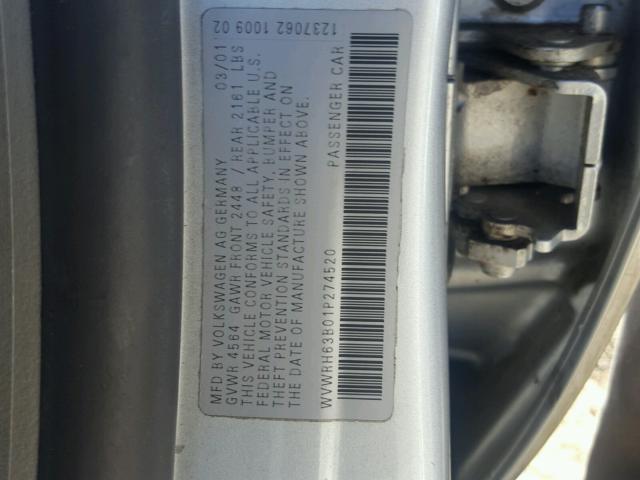 MFD BY VOLKSWAGEN AG GERMANY 03/01 1237062 1009 02
GVWR 4564 GAWR FRONT 2448 / REAR 2161 LBS
THIS VEHICLE CONFORMS TO ALL APPLICABLE U.S.
FEDERAL MOTOR VEHICLE SAFETY, BUMPER AND
THEFT PREVENTION STANDARDS IN EFFECT ON
THE DATE OF MANUFACTURE SHOWN ABOVE.
WVWRH63B01P274520 PASSENGER CAR